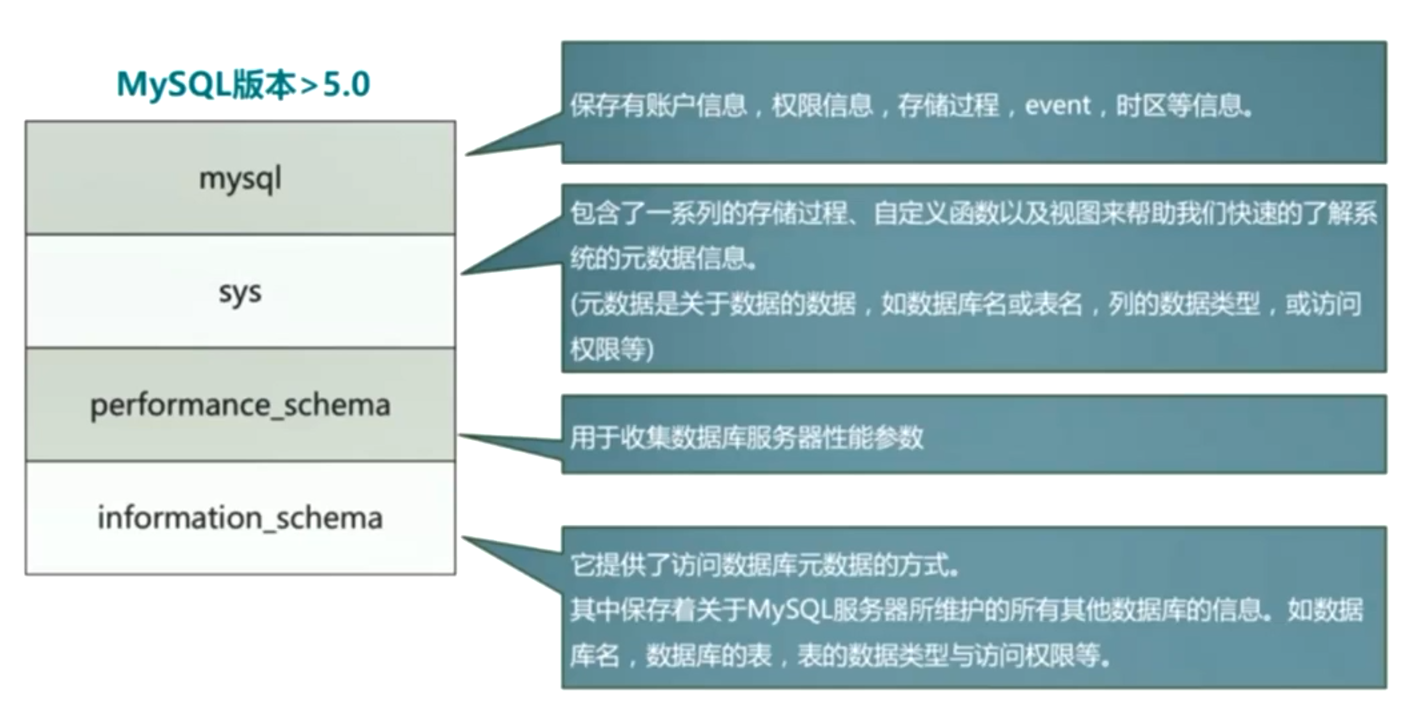 MySQL版本>5.0
mysql
保存有账户信息，权限信息，存储过程，event，时区等信息。
sys
包含了一系列的存储过程、自定义函数以及视图来帮助我们快速的了解系
统的元数据信息。
(元数据是关于数据的数据，如数据库名或表名，列的数据类型，或访问
权限等)
performance_schema
用于收集数据库服务器性能参数
information_schema
它提供了访问数据库元数据的方式。
其中保存着关于MySQL服务器所维护的所有其他数据库的信息。如数据
库名，数据库的表，表的数据类型与访问权限等。